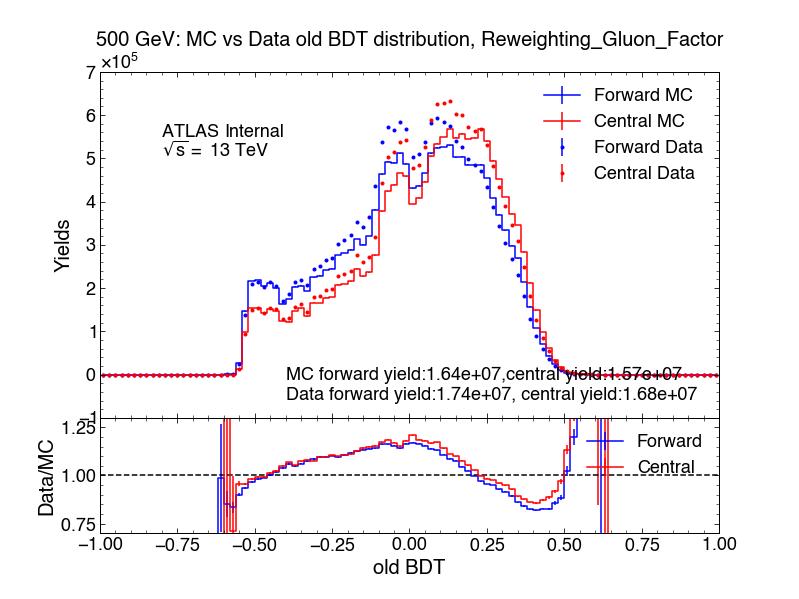 500 GeV: MC vs Data old BDT distribution, Reweighting_Gluon_Factor
×10⁵
7
6
5
4
3
2
1
0
−1
Yields
ATLAS Internal
√s = 13 TeV
Forward MC
Central MC
Forward Data
Central Data
MC forward yield:1.64e+07,central yield:1.57e+07
Data forward yield:1.74e+07, central yield:1.68e+07
1.25
1.00
0.75
Data/MC
Forward
Central
−1.00 −0.75 −0.50 −0.25 0.00 0.25 0.50 0.75 1.00
old BDT